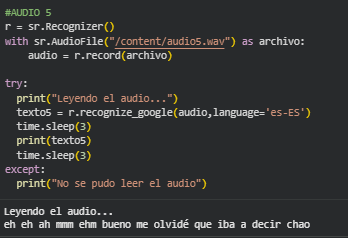 #AUDIO 5
r = sr.Recognizer()
with sr.AudioFile("/content/audio5.wav") as archivo:
    audio = r.record(archivo)

try:
  print("Leyendo el audio...")
  texto5 = r.recognize_google(audio,language='es-ES')
  time.sleep(3)
  print(texto5)
  time.sleep(3)
except:
  print("No se pudo leer el audio")

Leyendo el audio...
eh eh ah mmm ehm bueno me olvidé que iba a decir chao